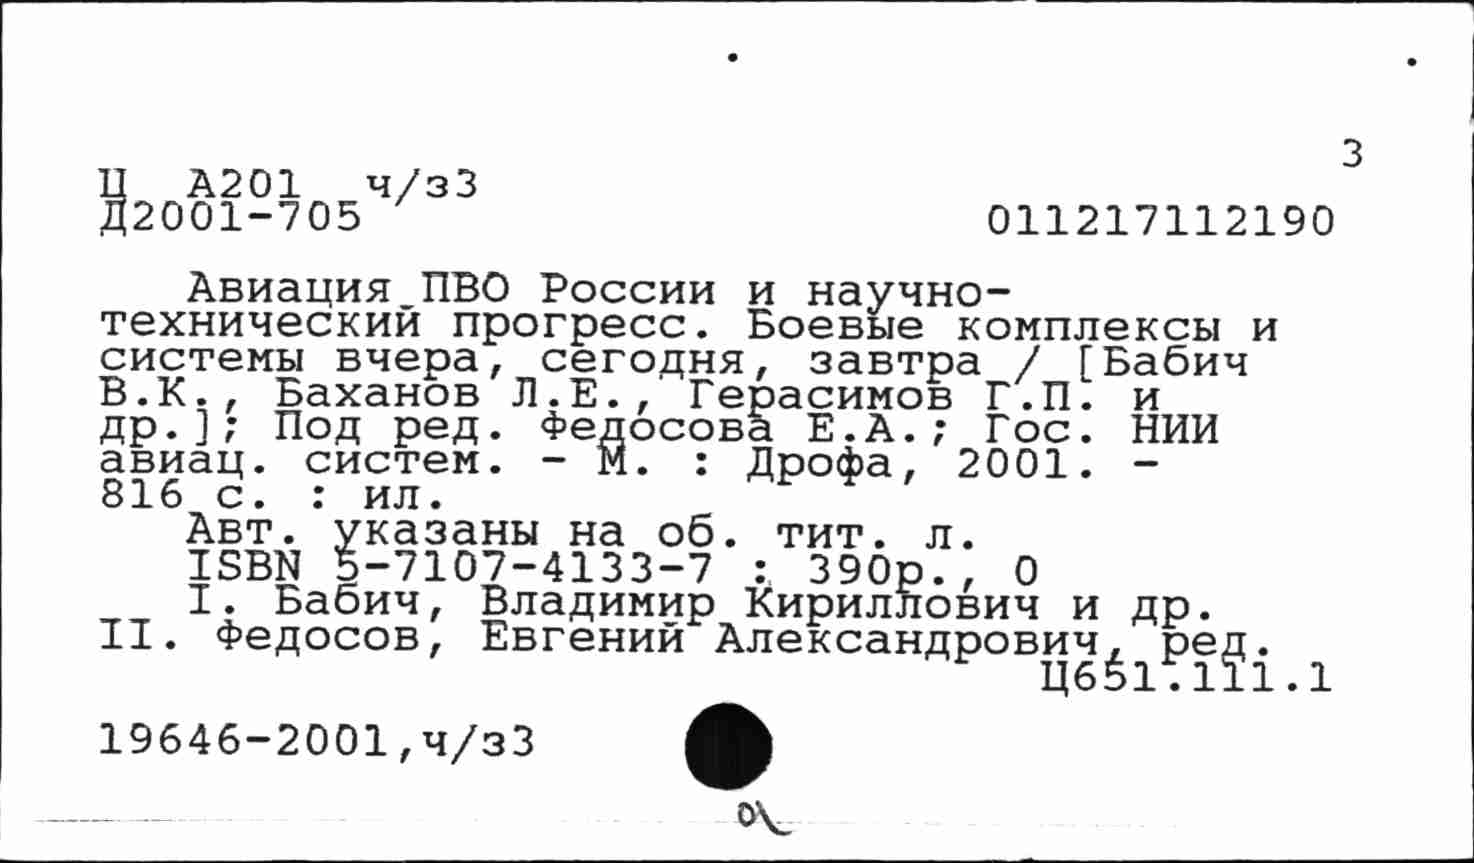 3
Ц А201 ч/з3
Д2001-705 011217112190
Авиация ПВО России и научно-
технический прогресс. Боевые комплексы и
системы вчера, сегодня, завтра / [Бабич
В.К., Баханов Л.Е., Герасимов Г.П. и
др.]; Под ред. Федосова Е.А.; Гос. НИИ
авиац. систем. - М. : Дрофа, 2001. -
816 с. : ил.
Авт. указаны на об. тит. л.
ISBN 5-7107-4133-7 : 390р., 0
I. Бабич, Владимир Кириллович и др.
II. Федосов, Евгений Александрович, ред.
Ц651.111.1
19646-2001,ч/з3